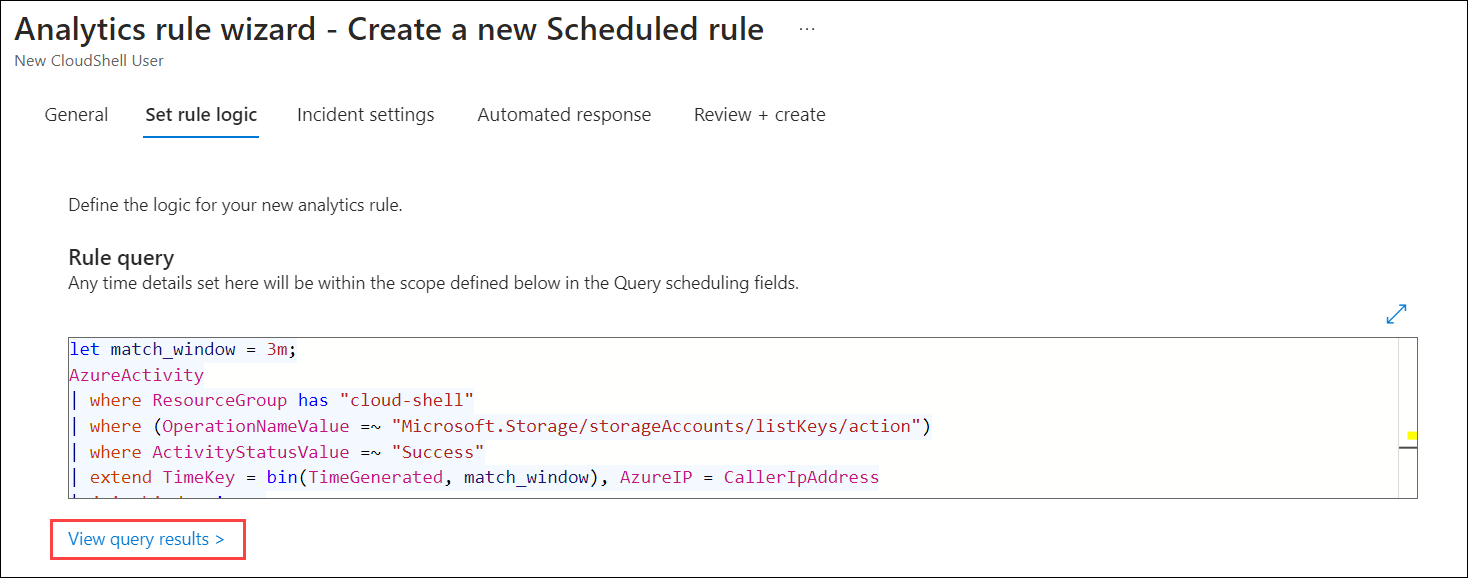 Analytics rule wizard - Create a new Scheduled rule ...
New CloudShell User
General Set rule logic Incident settings Automated response Review + create
Define the logic for your new analytics rule.
Rule query
Any time details set here will be within the scope defined below in the Query scheduling fields.
let match_window = 3m;
AzureActivity
| where ResourceGroup has "cloud-shell"
| where (OperationNameValue =~ "Microsoft.Storage/storageAccounts/listKeys/action")
| where ActivityStatusValue =~ "Success"
| extend TimeKey = bin(TimeGenerated, match_window), AzureIP = CallerIpAddress
View query results >